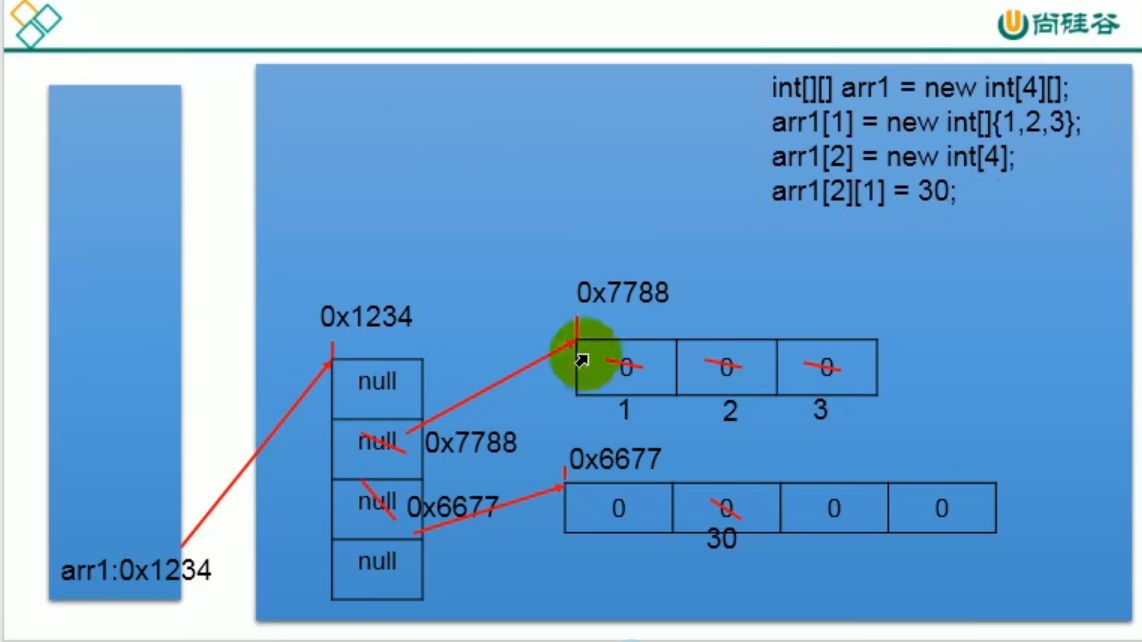 尚硅谷
int[][] arr1 = new int[4][];
arr1[1] = new int[]{1,2,3};
arr1[2] = new int[4];
arr1[2][1] = 30;
0x7788
0x1234
null
0 0 0
1 2 3
null 0x7788
0x6677
null 0x6677
0 0 0 0
30
null
arr1:0x1234